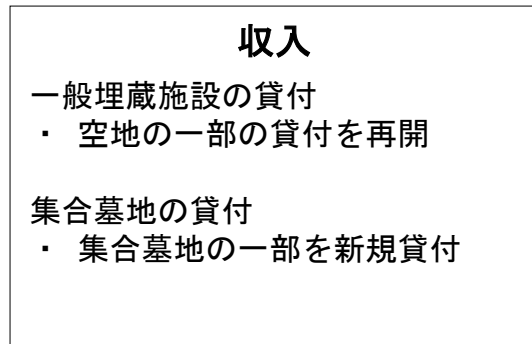 収入
一般埋蔵施設の貸付
・ 空地の一部の貸付を再開
集合墓地の貸付
・ 集合墓地の一部を新規貸付